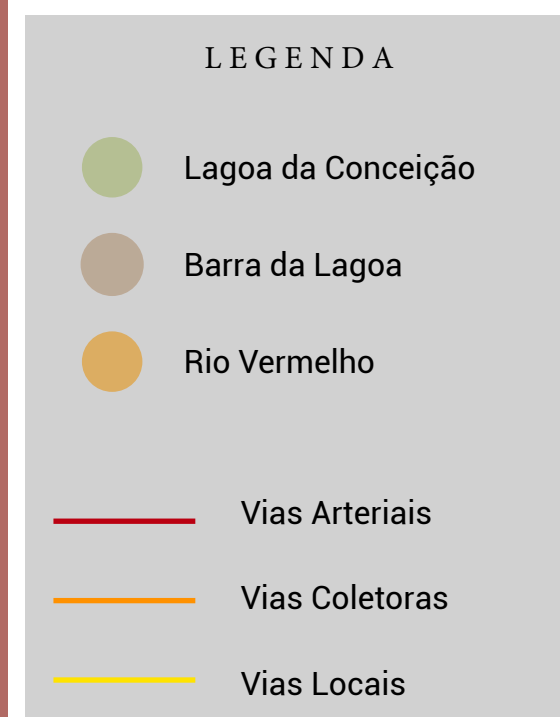 LEGENDA
Lagoa da Conceição
Barra da Lagoa
Rio Vermelho
Vias Arteriais
Vias Coletoras
Vias Locais